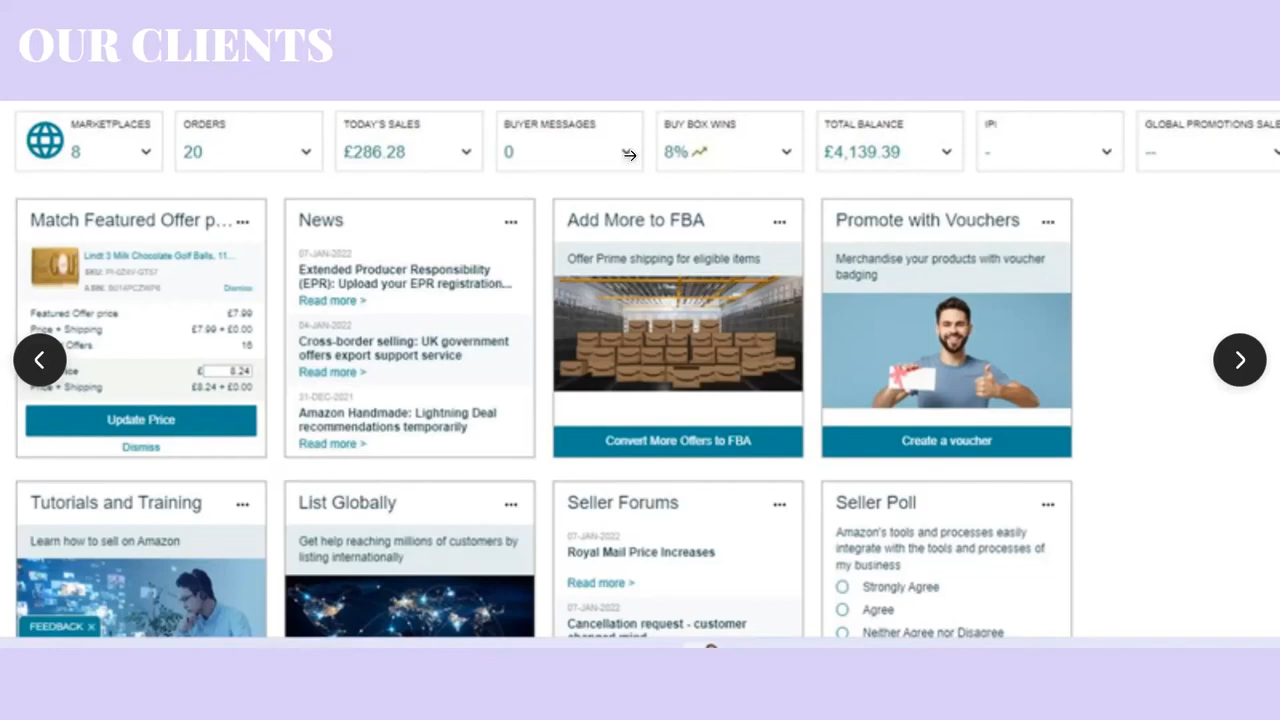 OUR CLIENTS
MARKETPLACES
8
ORDERS
20
TODAY'S SALES
£286.28
BUYER MESSAGES
0
BUY BOX WINS
8%
TOTAL BALANCE
£4,139.39
IPI
-
GLOBAL PROMOTIONS SALE
--
Match Featured Offer p...
Lindt 3 Milk Chocolate Golf Balls, 11...
Dismiss
Featured Offer price £7.99
Price + Shipping £7.99 + £0.00
Offers 16
£ 8.24
Price + Shipping £8.24 + £0.00
Update Price
Dismiss
News
07-JAN-2022
Extended Producer Responsibility
(EPR): Upload your EPR registration...
Read more >
04-JAN-2022
Cross-border selling: UK government
offers export support service
Read more >
31-DEC-2021
Amazon Handmade: Lightning Deal
recommendations temporarily
Read more >
Add More to FBA
Offer Prime shipping for eligible items
Convert More Offers to FBA
Promote with Vouchers
Merchandise your products with voucher
badging
Create a voucher
Tutorials and Training
Learn how to sell on Amazon
FEEDBACK X
List Globally
Get help reaching millions of customers by
listing internationally
Seller Forums
07-JAN-2022
Royal Mail Price Increases
Read more >
07-JAN-2022
Cancellation request - customer
changed mind
Seller Poll
Amazon's tools and processes easily
integrate with the tools and processes of
my business
Strongly Agree
Agree
Neither Agree nor Disagree